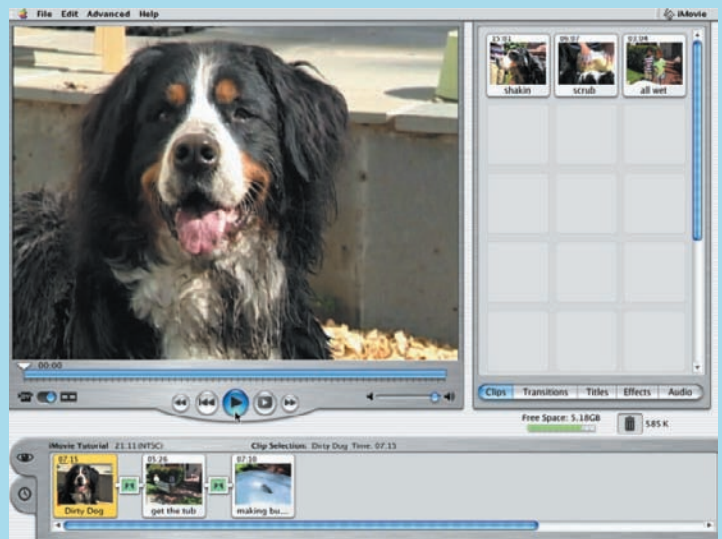 File Edit Advanced Help
iMovie
15:01
06:07
03:04
shakin
scrub
all wet
00:00
Clips Transitions Titles Effects Audio
Free Space: 5.18GB
585 K
iMovie Tutorial 21:11 (NTSC)
Clip Selection: Dirty Dog Time: 07:15
07:15
05:26
07:10
Dirty Dog
get the tub
making bu...